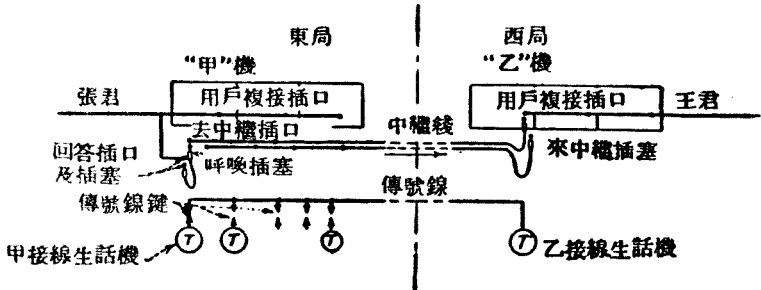 東局
西局
“甲”機
“乙”機
張君
用戶複接插口
用戶複接插口
王君
去中繼插口
中繼綫
回答插口
及插塞
呼喚插塞
來中繼插塞
傳號線
傳號線鍵
T
T
T
T
甲接線生話機
乙接線生話機